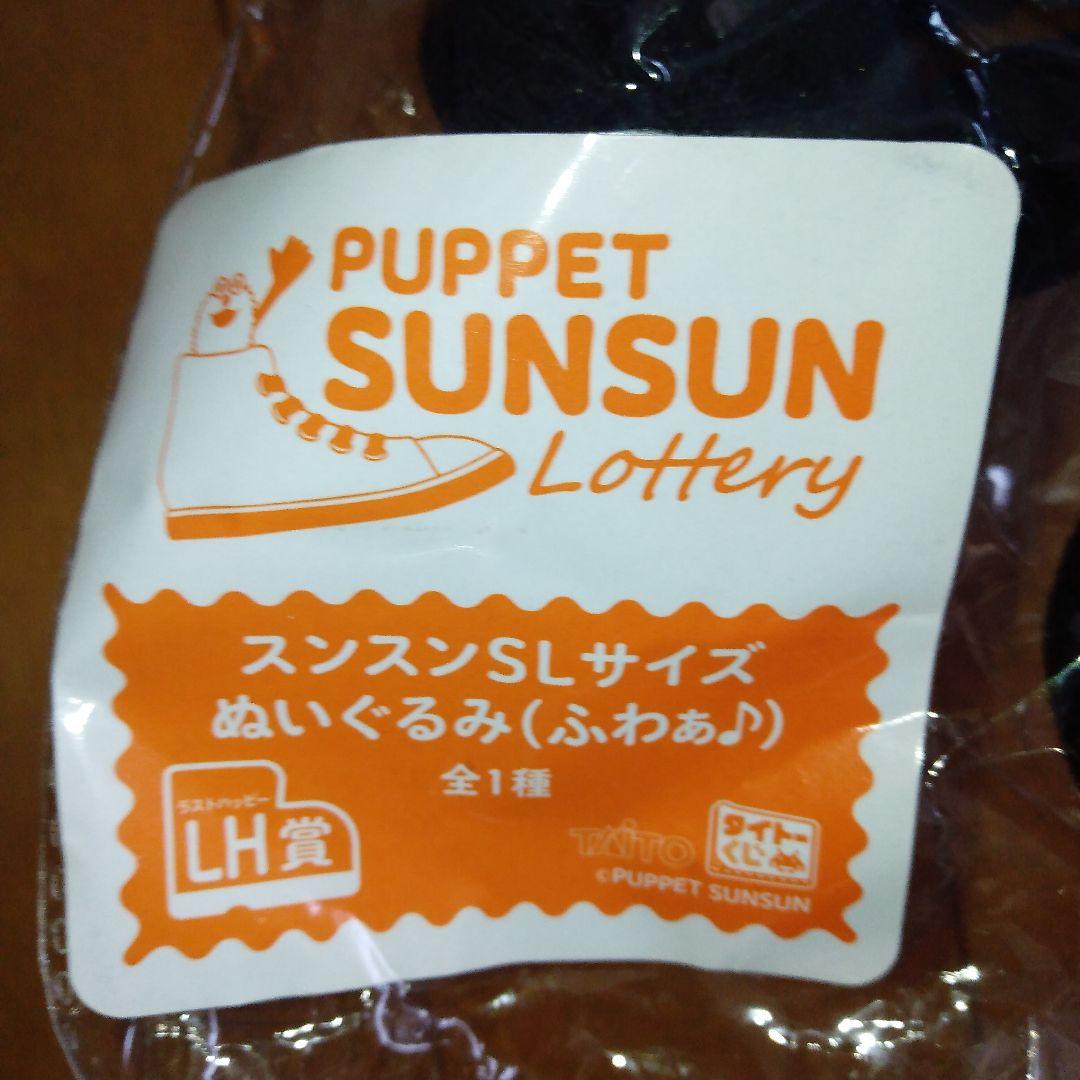 PUPPET
SUNSUN
Lottery
スンスンSLサイズ
ぬいぐるみ(ふわぁ♪)
全1種
ラストハッピー
LH賞
TAITO
タイトー
くじ
©PUPPET SUNSUN